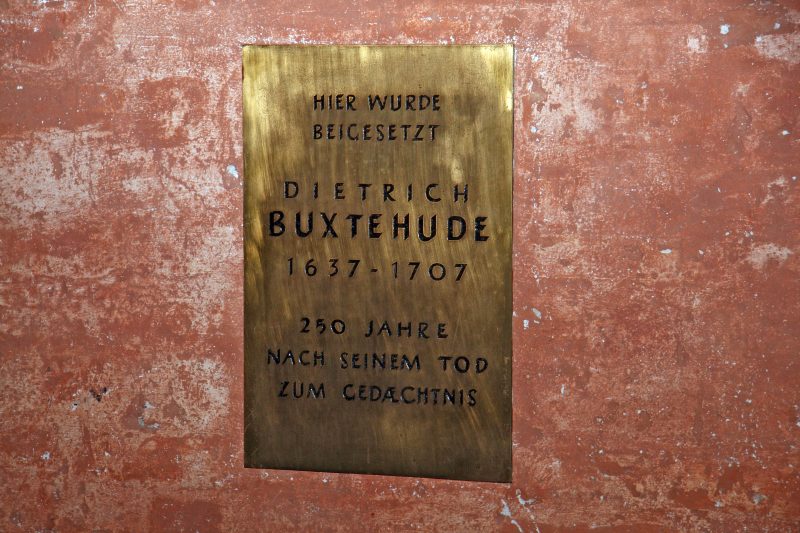 HIER WURDE
BEIGESETZT
DIETRICH
BUXTEHUDE
1637-1707
250 JAHRE
NACH SEINEM TOD
ZUM GEDÆCHTNIS